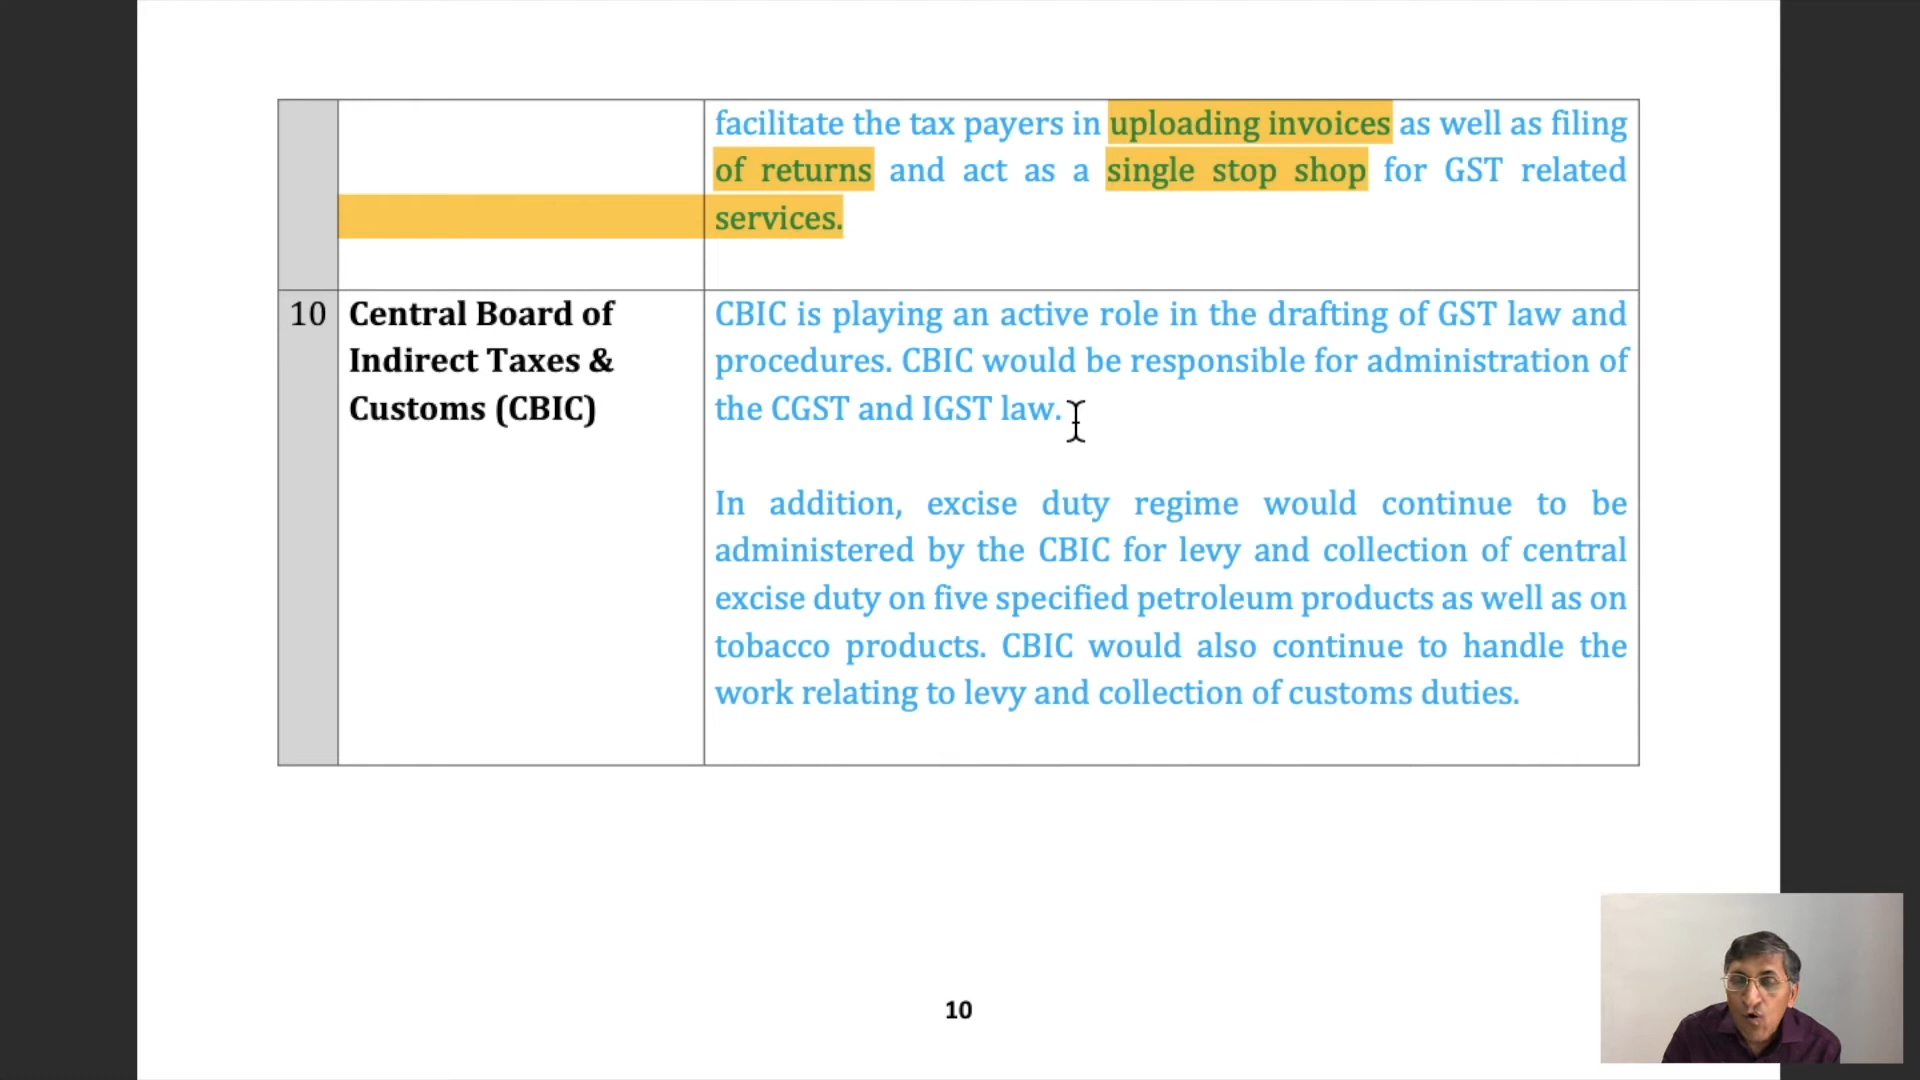 facilitate the tax payers in uploading invoices as well as filing
of returns and act as a single stop shop for GST related
services.
10
Central Board of
Indirect Taxes &
Customs (CBIC)
CBIC is playing an active role in the drafting of GST law and
procedures. CBIC would be responsible for administration of
the CGST and IGST law.
In addition, excise duty regime would continue to be
administered by the CBIC for levy and collection of central
excise duty on five specified petroleum products as well as on
tobacco products. CBIC would also continue to handle the
work relating to levy and collection of customs duties.
10